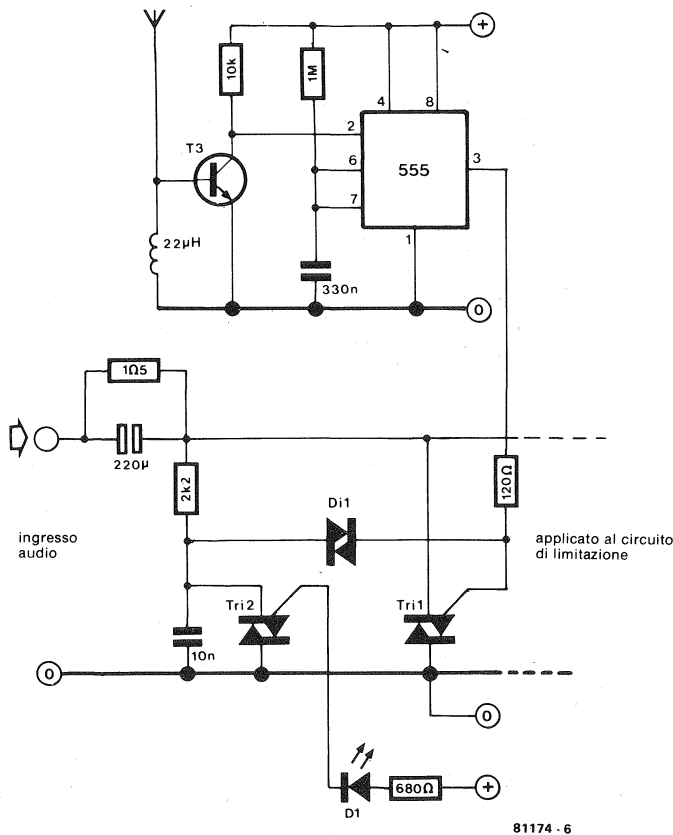 +
10k
1M
4
8
T3
2
6
7
555
3
22µH
1
330n
0
1Ω5
220µ
2k2
120Ω
Di1
ingresso
audio
applicato al circuito
di limitazione
Tri2
Tri1
10n
0
0
680Ω
+
D1
81174 - 6